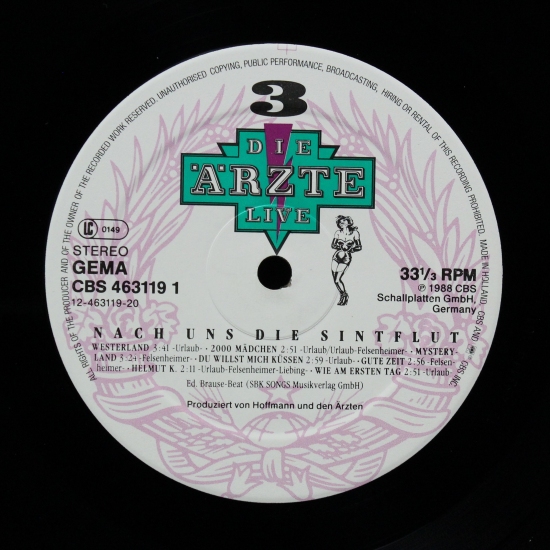 ALL RIGHTS OF THE PRODUCER AND OF THE OWNER OF THE RECORDED WORK RESERVED. UNAUTHORISED COPYING, PUBLIC PERFORMANCE, BROADCASTING, HIRING OR RENTAL OF THIS RECORDING PROHIBITED. MADE IN HOLLAND. CBS AND ARE CBS INC.
3
DIE
ÄRZTE
LIVE
LC 0149
STEREO
GEMA
CBS 463119 1
12-463119-20
33 1/3 RPM
℗ 1988 CBS
Schallplatten GmbH,
Germany
NACH UNS DIE SINTFLUT
WESTERLAND 3:41 -Urlaub- · 2000 MÄDCHEN 2:51 -Urlaub/Urlaub-Felsenheimer- · MYSTERY-
LAND 3:24 -Felsenheimer- · DU WILLST MICH KÜSSEN 2:59 -Urlaub- · GUTE ZEIT 2:56 -Felsen-
heimer- · HELMUT K. 2:11 -Urlaub-Felsenheimer-Liebing- · WIE AM ERSTEN TAG 2:51 -Urlaub-
Ed. Brause-Beat (SBK SONGS Musikverlag GmbH)
Produziert von Hoffmann und den Ärzten